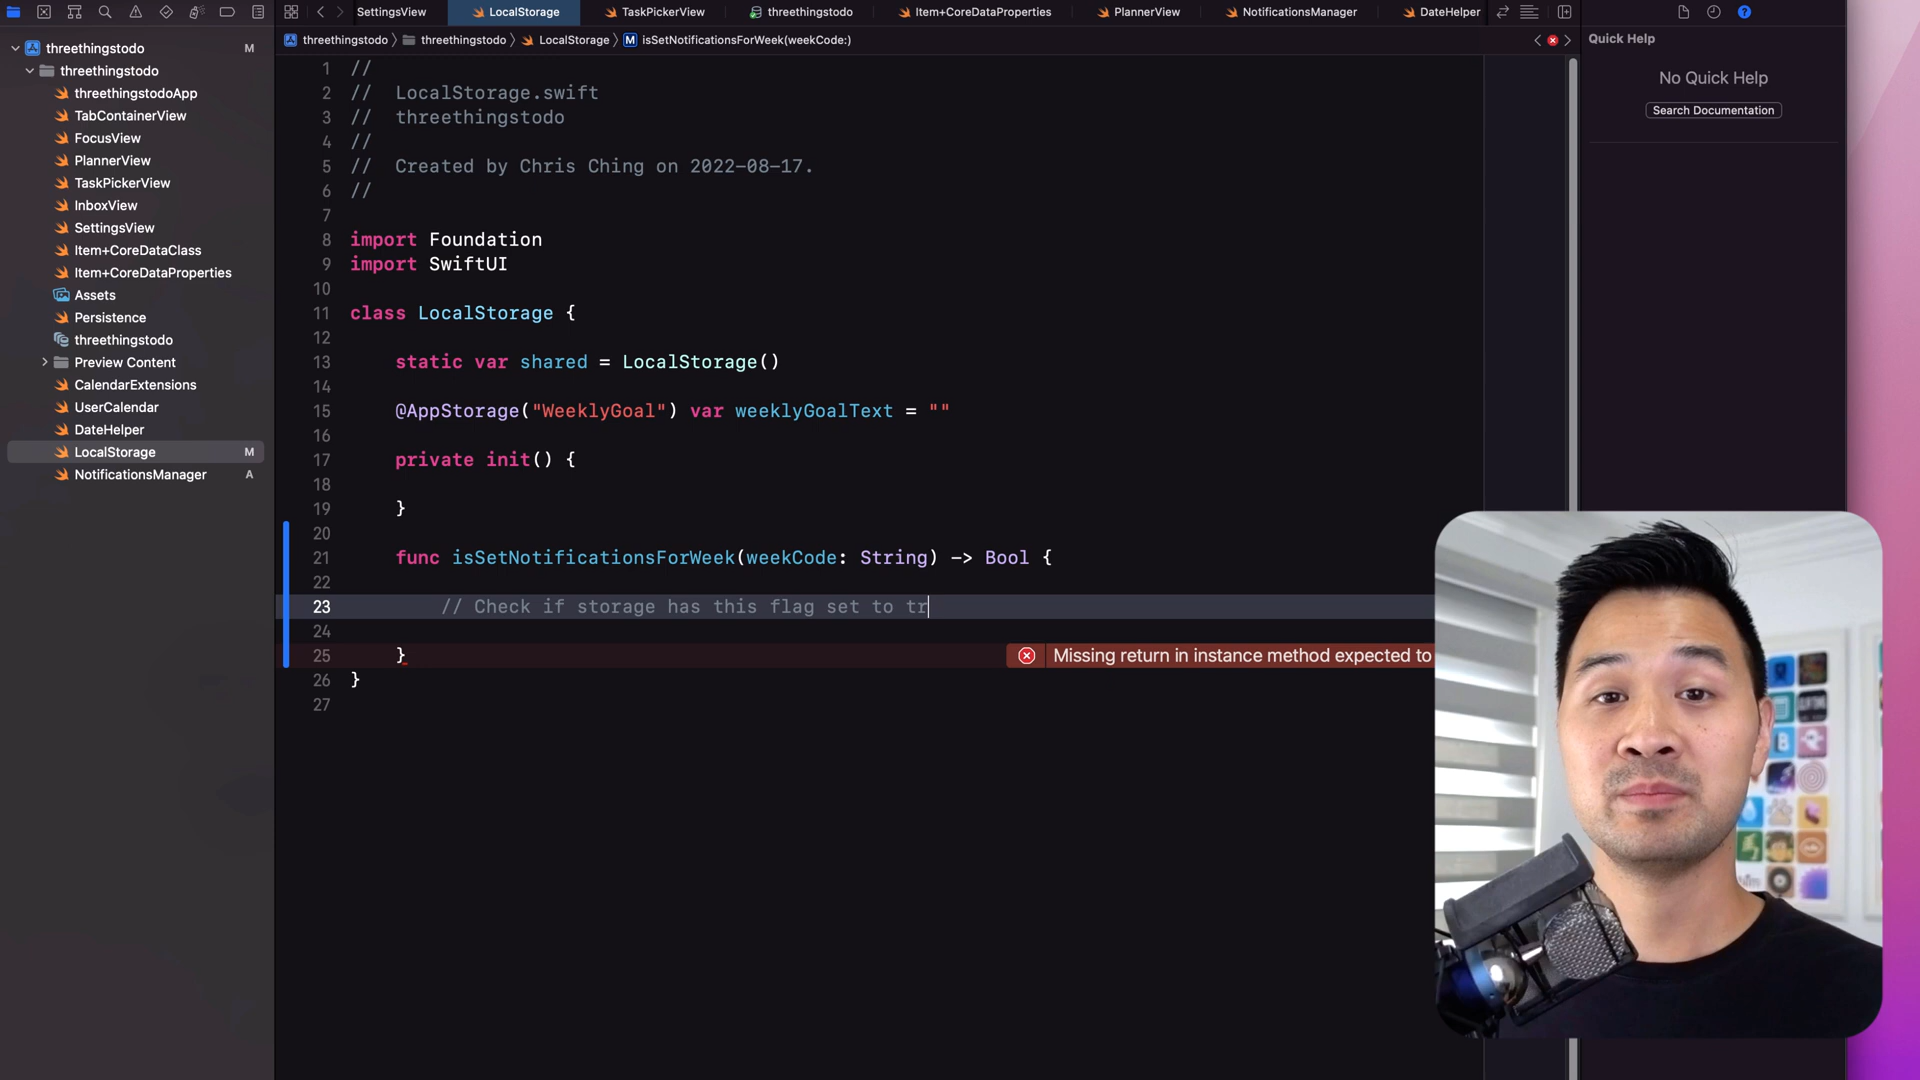 SettingsView
LocalStorage
TaskPickerView
threethingstodo
Item+CoreDataProperties
PlannerView
NotificationsManager
DateHelper
threethingstodo
threethingstodo
LocalStorage
M
isSetNotificationsForWeek(weekCode:)
threethingstodo
M
threethingstodo
threethingstodoApp
TabContainerView
FocusView
PlannerView
TaskPickerView
InboxView
SettingsView
Item+CoreDataClass
Item+CoreDataProperties
Assets
Persistence
threethingstodo
Preview Content
CalendarExtensions
UserCalendar
DateHelper
LocalStorage
M
NotificationsManager
A
1 //
2 //  LocalStorage.swift
3 //  threethingstodo
4 //
5 //  Created by Chris Ching on 2022-08-17.
6 //
7
8 import Foundation
9 import SwiftUI
10
11 class LocalStorage {
12
13     static var shared = LocalStorage()
14
15     @AppStorage("WeeklyGoal") var weeklyGoalText = ""
16
17     private init() {
18
19     }
20
21     func isSetNotificationsForWeek(weekCode: String) -> Bool {
22
23         // Check if storage has this flag set to tr
24
25     }
Missing return in instance method expected to
26 }
27
Quick Help
No Quick Help
Search Documentation